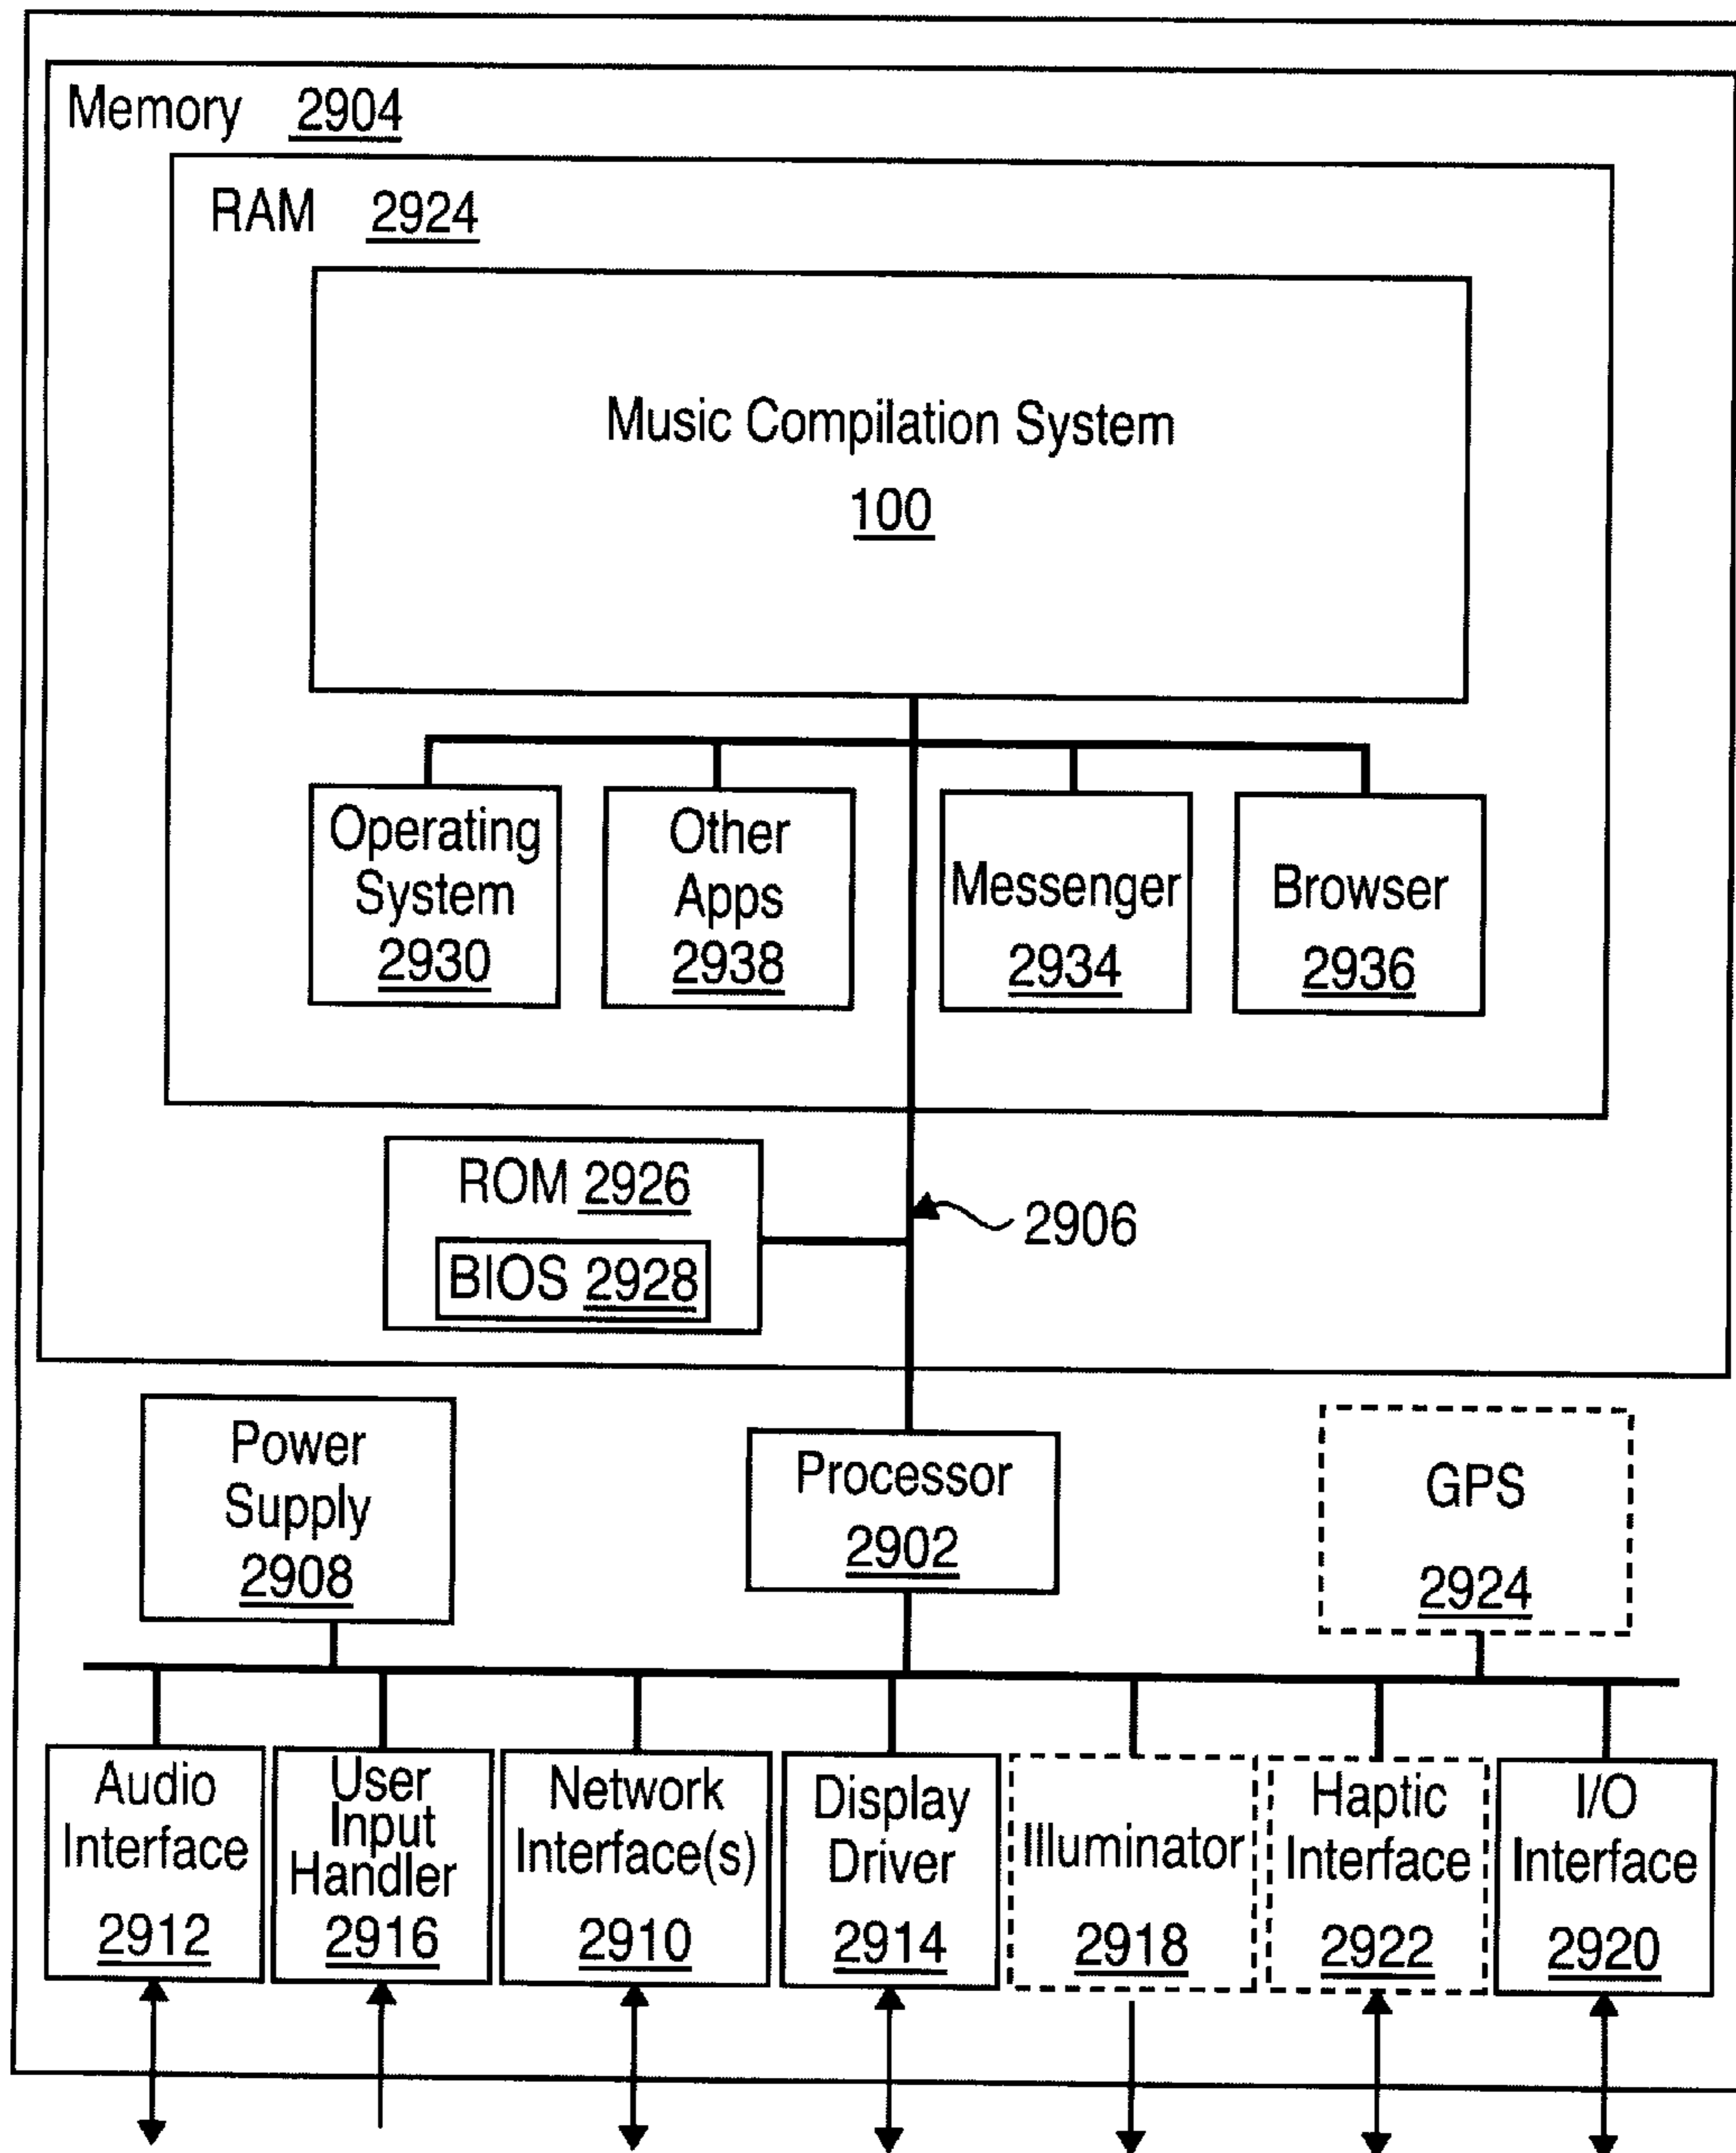 Memory 2904
RAM 2924
Music Compilation System
100
Operating
System
2930
Other
Apps
2938
Messenger
2934
Browser
2936
ROM 2926
BIOS 2928
2906
Power
Supply
2908
Processor
2902
GPS
2924
Audio
Interface
2912
User
Input
Handler
2916
Network
Interface(s)
2910
Display
Driver
2914
Illuminator
2918
Haptic
Interface
2922
I/O
Interface
2920